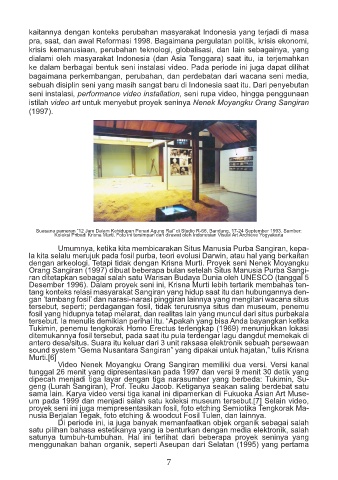 kaitannya dengan konteks perubahan masyarakat Indonesia yang terjadi di masa
pra, saat, dan awal Reformasi 1998. Bagaimana pergulatan politik, krisis ekonomi,
krisis kemanusiaan, perubahan teknologi, globalisasi, dan lain sebagainya, yang
dialami oleh masyarakat Indonesia (dan Asia Tenggara) saat itu, ia terjemahkan
ke dalam berbagai bentuk seni instalasi video. Pada periode ini juga dapat dilihat
bagaimana perkembangan, perubahan, dan perdebatan dari wacana seni media,
sebuah disiplin seni yang masih sangat baru di Indonesia saat itu. Dari penyebutan
seni instalasi, performance video installation, seni rupa video, hingga penggunaan
istilah video art untuk menyebut proyek seninya Nenek Moyangku Orang Sangiran
(1997).
Suasana pameran "12 Jam Dalam Kehidupan Penari Agung Rai" di Studio R-66, Bandung, 17-24 September 1993. Sumber:
Koleksi Pribadi Krisna Murti. Foto ini tersimpan dan dirawat oleh Indonesian Visual Art Archive Yogyakarta.
Umumnya, ketika kita membicarakan Situs Manusia Purba Sangiran, kepa-
la kita selalu merujuk pada fosil purba, teori evolusi Darwin, atau hal yang berkaitan
dengan arkeologi. Tetapi tidak dengan Krisna Murti. Proyek seni Nenek Moyangku
Orang Sangiran (1997) dibuat beberapa bulan setelah Situs Manusia Purba Sangi-
ran ditetapkan sebagai salah satu Warisan Budaya Dunia oleh UNESCO (tanggal 5
Desember 1996). Dalam proyek seni ini, Krisna Murti lebih tertarik membahas ten-
tang konteks relasi masyarakat Sangiran yang hidup saat itu dan hubungannya den-
gan 'tambang fosil' dan narasi-narasi pinggiran lainnya yang mengitari wacana situs
tersebut, seperti; perdagangan fosil, tidak terurusnya situs dan museum, penemu
fosil yang hidupnya tetap melarat, dan realitas lain yang muncul dari situs purbakala
tersebut. Ia menulis demikian perihal itu. "Apakah yang bisa Anda bayangkan ketika
Tukimin, penemu tengkorak Homo Erectus terlengkap (1969) menunjukkan lokasi
ditemukannya fosil tersebut, pada saat itu pula terdengar lagu dangdut memekak di
antero desa/situs. Suara itu keluar dari 3 unit raksasa elektronik sebuah persewaan
sound system "Gema Nusantara Sangiran" yang dipakai untuk hajatan," tulis Krisna
Murti.[6]
Video Nenek Moyangku Orang Sangiran memiliki dua versi. Versi kanal
tunggal 26 menit yang dipresentasikan pada 1997 dan versi 9 menit 30 detik yang
dipecah menjadi tiga layar dengan tiga narasumber yang berbeda: Tukimin, Su-
geng (Lurah Sangiran), Prof. Teuku Jacob. Ketiganya seakan saling berdebat satu
sama lain. Karya video versi tiga kanal ini dipamerkan di Fukuoka Asian Art Muse-
um pada 1999 dan menjadi salah satu koleksi museum tersebut.[7] Selain video,
proyek seni ini juga mempresentasikan fosil, foto etching Semiotika Tengkorak Ma-
nusia Berjalan Tegak, foto etching & woodcut Fosil Tulen, dan lainnya.
Di periode ini, ia juga banyak memanfaatkan objek organik sebagai salah
satu pilihan bahasa estetikanya yang ia benturkan dengan media elektronik, salah
satunya tumbuh-tumbuhan. Hal ini terlihat dari beberapa proyek seninya yang
menggunakan bahan organik, seperti Aseupan dari Selatan (1995) yang pertama
7